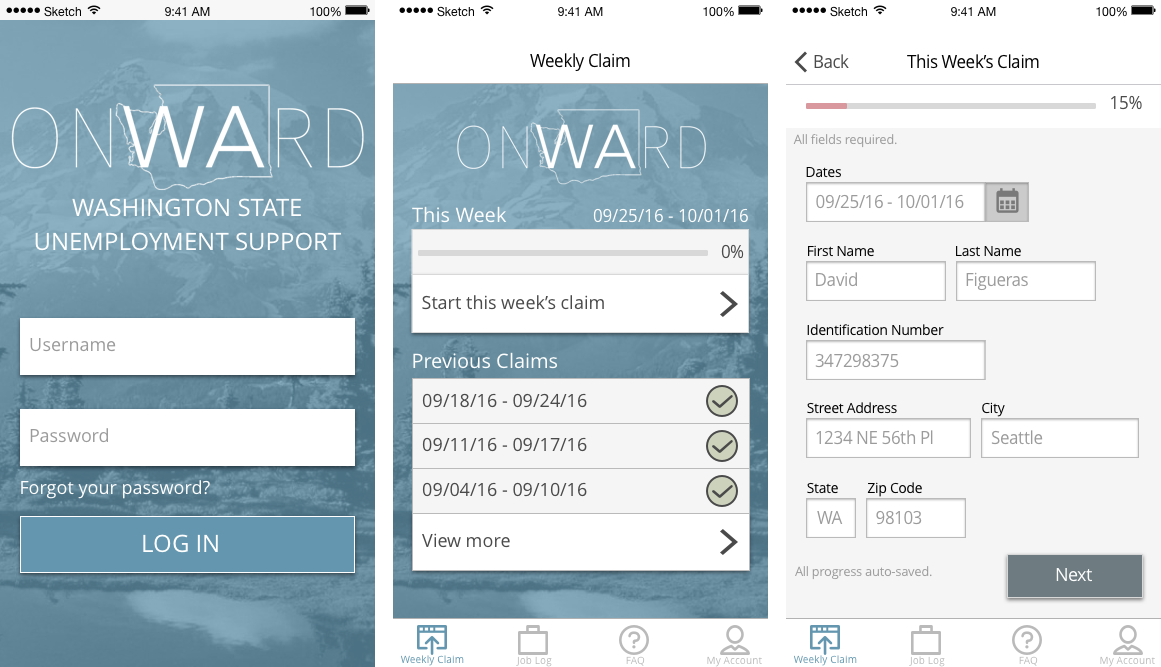 Sketch 9:41 AM 100%
ONWARD
WASHINGTON STATE
UNEMPLOYMENT SUPPORT
Username
Password
Forgot your password?
LOG IN
Sketch 9:41 AM 100%
Weekly Claim
ONWARD
This Week 09/25/16 - 10/01/16
0%
Start this week's claim
Previous Claims
09/18/16 - 09/24/16
09/11/16 - 09/17/16
09/04/16 - 09/10/16
View more
Weekly Claim Job Log FAQ My Account
Sketch 9:41 AM 100%
Back This Week's Claim
15%
All fields required.
Dates
09/25/16 - 10/01/16
First Name Last Name
David Figueras
Identification Number
347298375
Street Address City
1234 NE 56th Pl Seattle
State Zip Code
WA 98103
All progress auto-saved. Next
Weekly Claim Job Log FAQ My Account